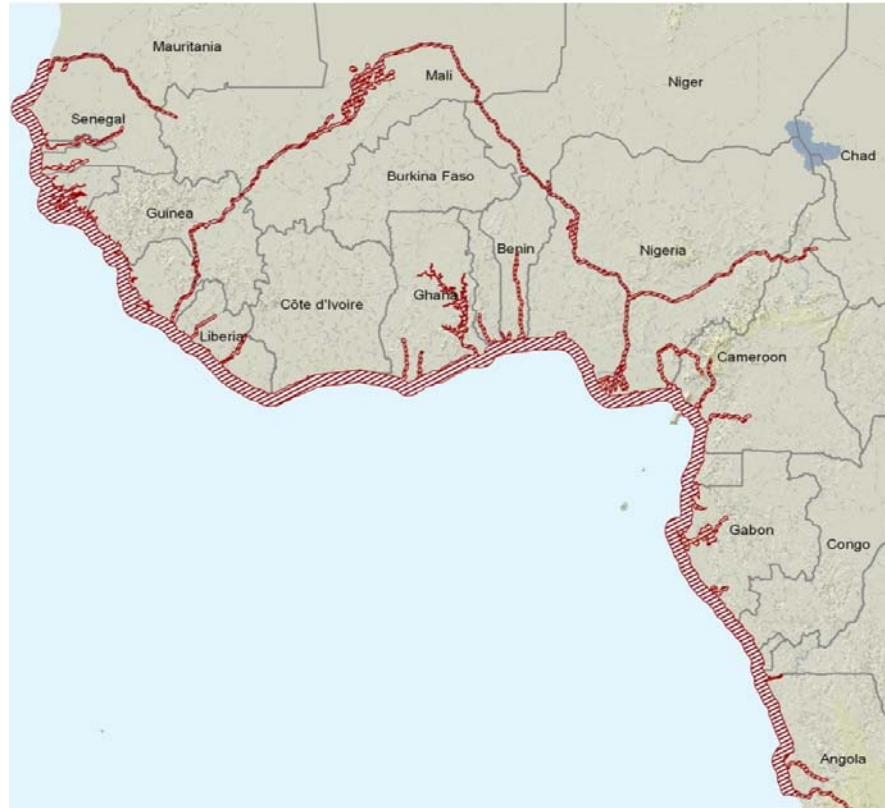 Mauritania
Mali
Niger
Senegal
Chad
Burkina Faso
Guinea
Benin
Nigeria
Ghana
Côte d'Ivoire
Liberia
Cameroon
Gabon
Congo
Angola